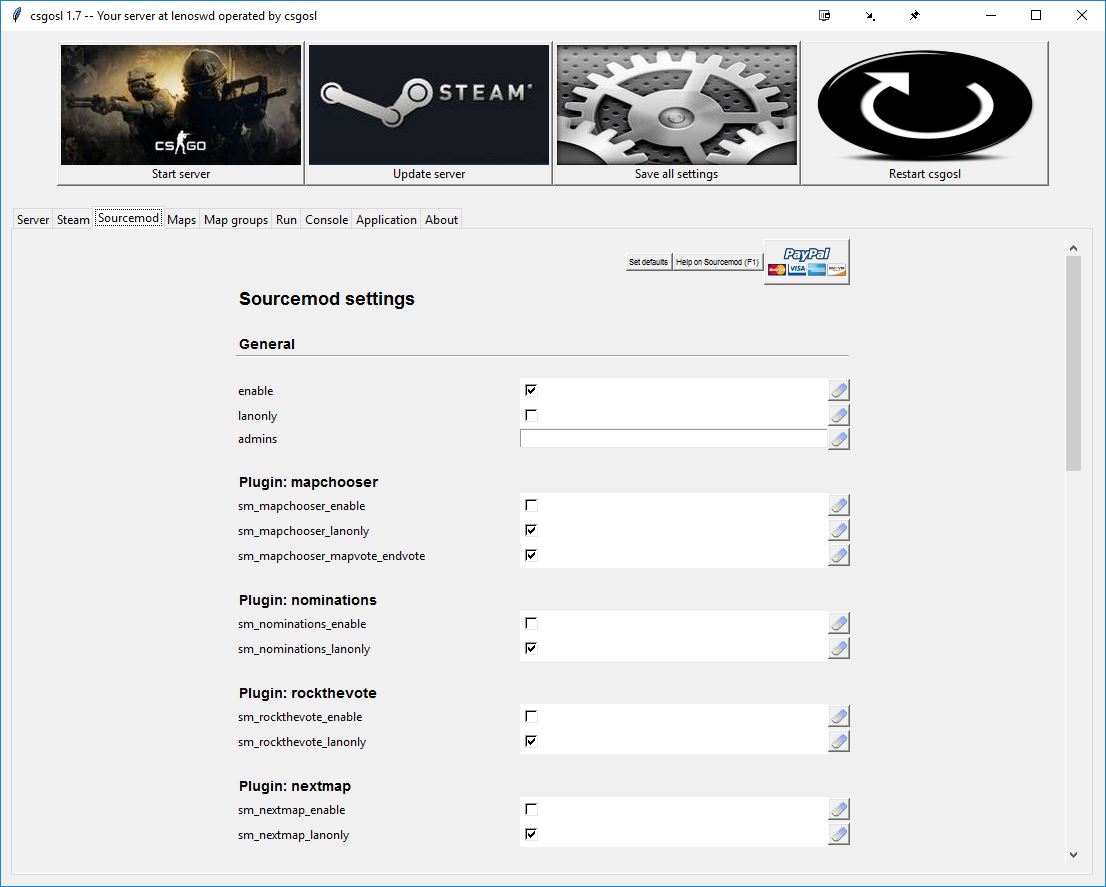 csgosl 1.7 -- Your server at lenoswd operated by csgosl
CS GO
STEAM
Start server
Update server
Save all settings
Restart csgosl
Server
Steam
Sourcemod
Maps
Map groups
Run
Console
Application
About
Set defaults
Help on Sourcemod (F1)
PayPal
VISA
Sourcemod settings
General
enable
lanonly
admins
Plugin: mapchooser
sm_mapchooser_enable
sm_mapchooser_lanonly
sm_mapchooser_mapvote_endvote
Plugin: nominations
sm_nominations_enable
sm_nominations_lanonly
Plugin: rockthevote
sm_rockthevote_enable
sm_rockthevote_lanonly
Plugin: nextmap
sm_nextmap_enable
sm_nextmap_lanonly